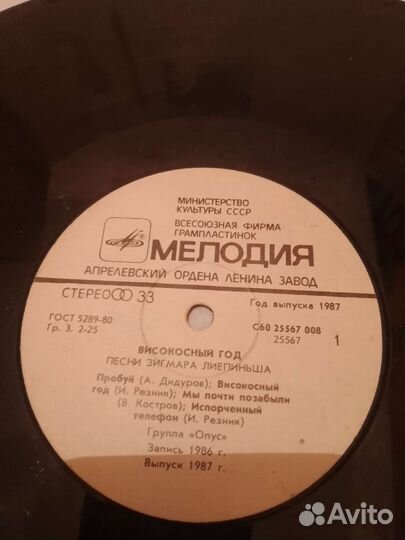 МИНИСТЕРСТВО
КУЛЬТУРЫ СССР
ВСЕСОЮЗНАЯ ФИРМА
ГРАМПЛАСТИНОК
МЕЛОДИЯ
АПРЕЛЕВСКИЙ ОРДЕНА ЛЕНИНА ЗАВОД
СТЕРЕО 33
Год выпуска 1987
ГОСТ 5289-80
Гр. 3. 2-25
С60 25567 008
25567
1
ВИСОКОСНЫЙ ГОД
ПЕСНИ ЗИГМАРА ЛИЕПИНЬША
Пробуй (А. Дидуров); Високосный
год (И. Резник); Мы почти позабыли
(В. Костров); Испорченный
телефон (И. Резник)
Группа «Опус»
Запись 1986 г.
Выпуск 1987 г.
Avito